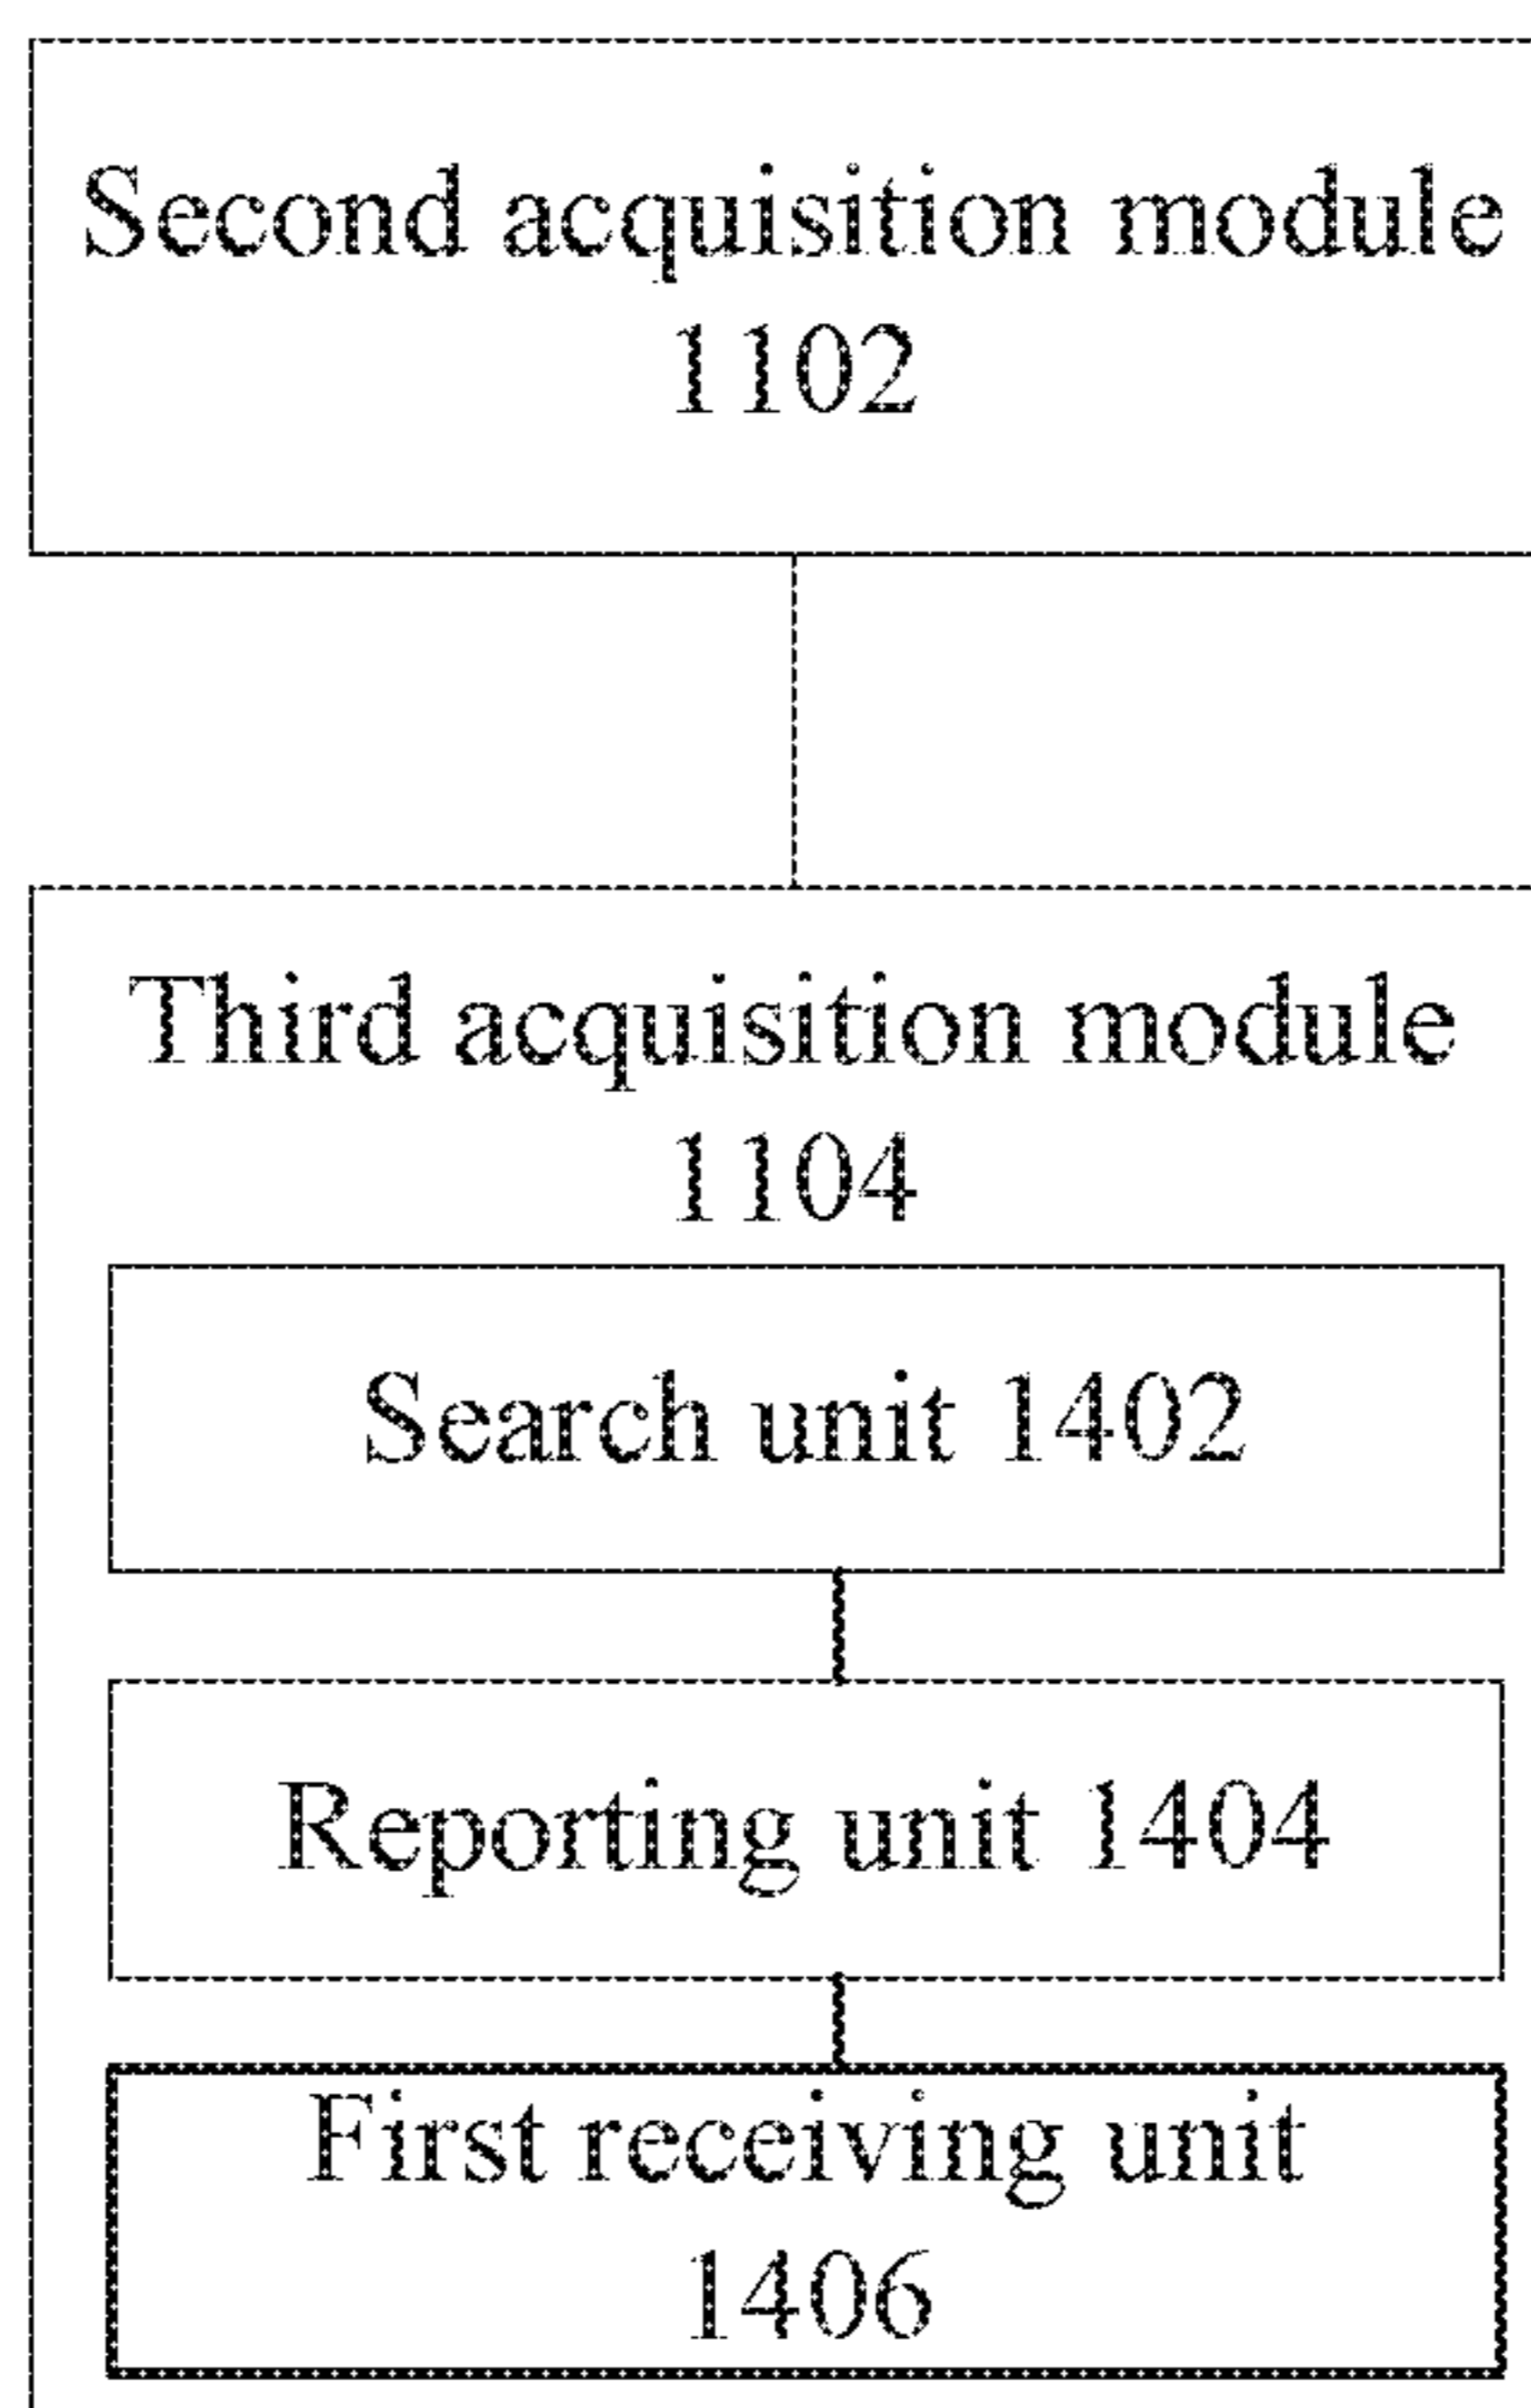 Second acquisition module
1102
Third acquisition module
1104
Search unit 1402
Reporting unit 1404
First receiving unit
1406